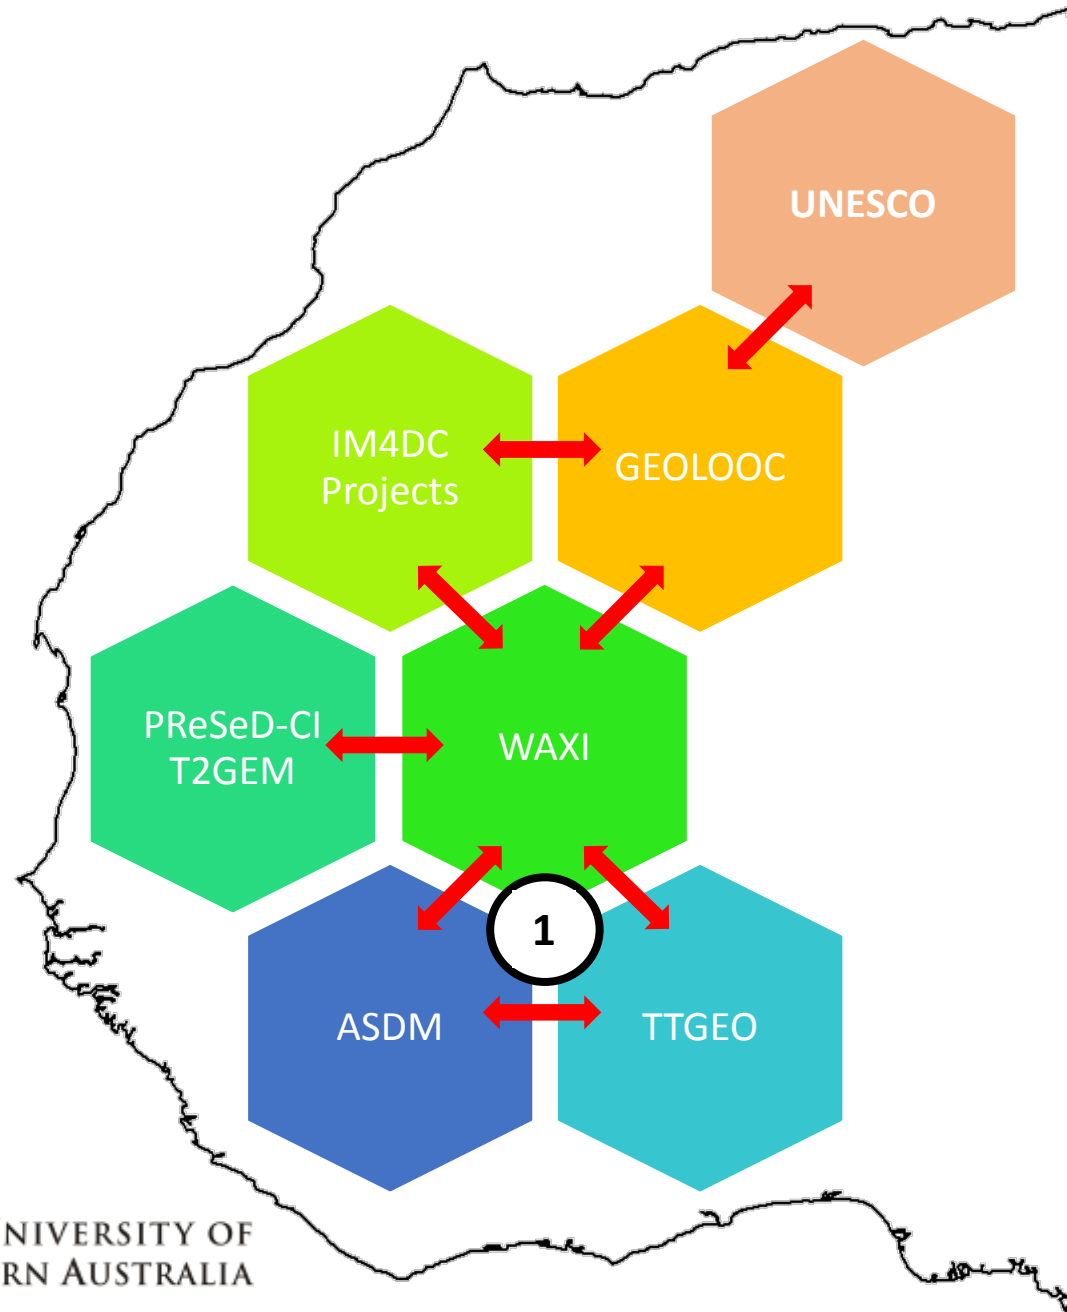 UNESCO
IM4DC
Projects
GEOLOOC
PReSeD-CI
T2GEM
WAXI
1
ASDM
TTGEO
NIVERSITY OF
RN AUSTRALIA